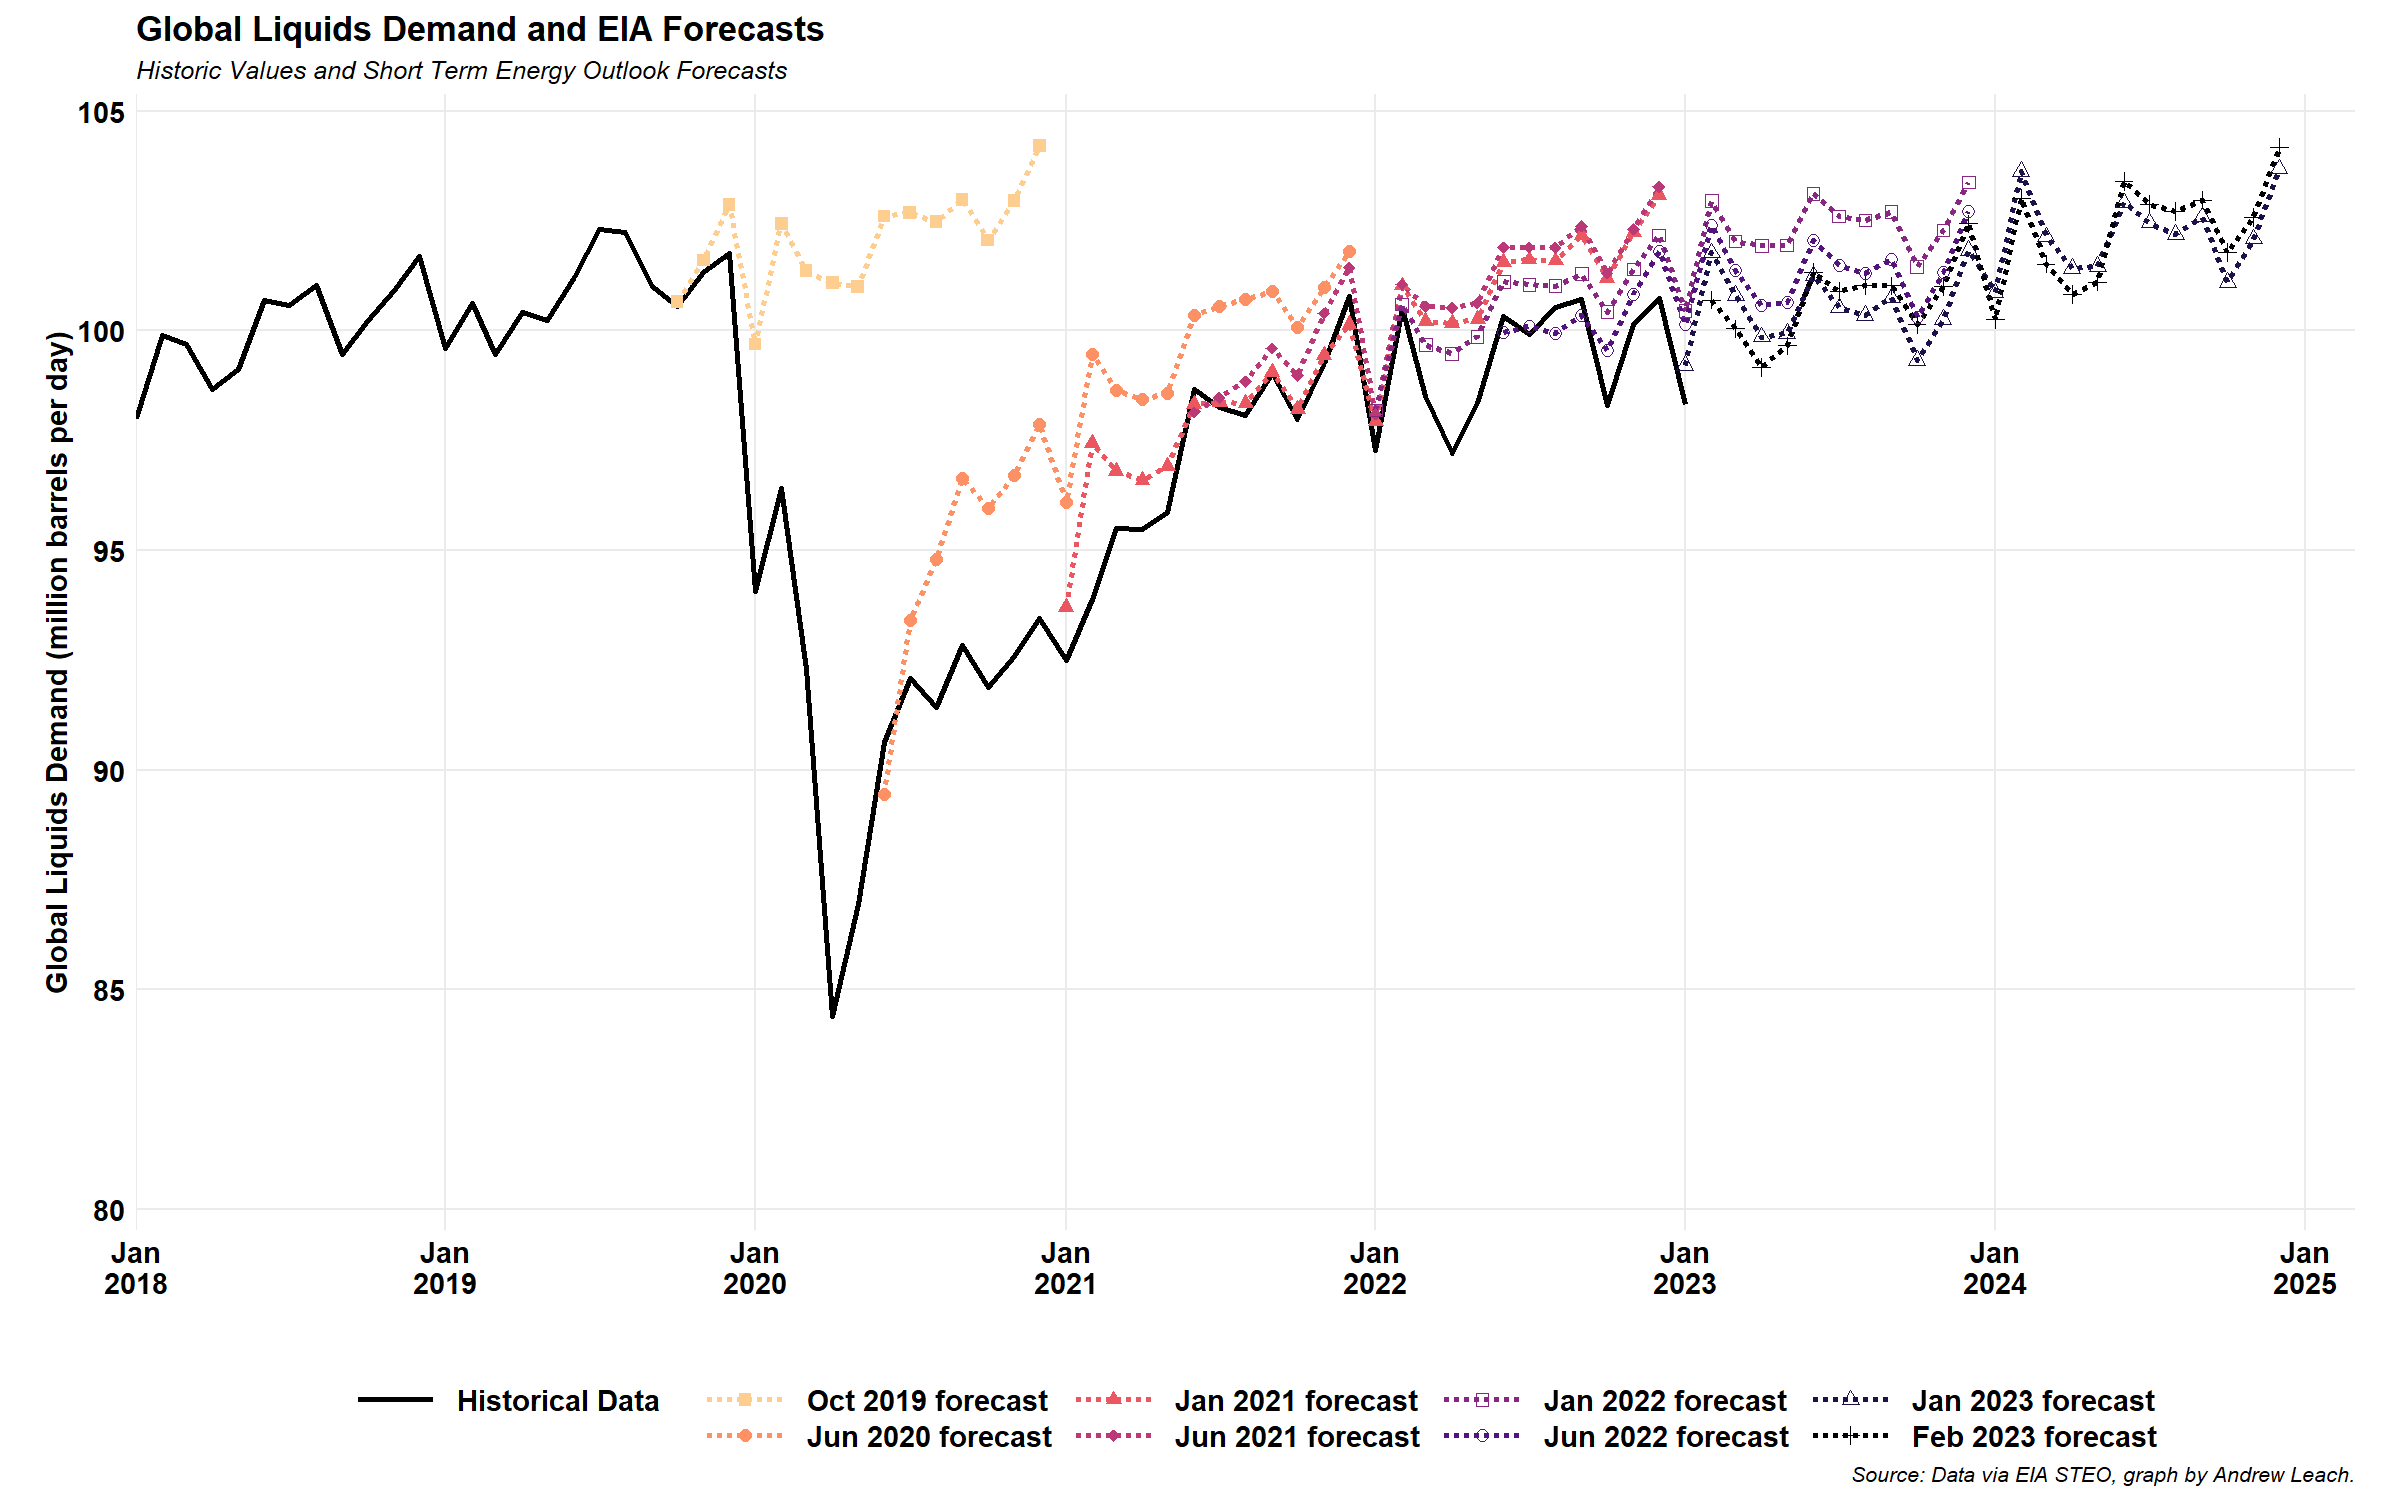 Global Liquids Demand and EIA Forecasts
Historic Values and Short Term Energy Outlook Forecasts
Global Liquids Demand (million barrels per day)
105
100
95
90
85
80
Jan 2018
Jan 2019
Jan 2020
Jan 2021
Jan 2022
Jan 2023
Jan 2024
Jan 2025
Historical Data
Oct 2019 forecast
Jun 2020 forecast
Jan 2021 forecast
Jun 2021 forecast
Jan 2022 forecast
Jun 2022 forecast
Jan 2023 forecast
Feb 2023 forecast
Source: Data via EIA STEO, graph by Andrew Leach.